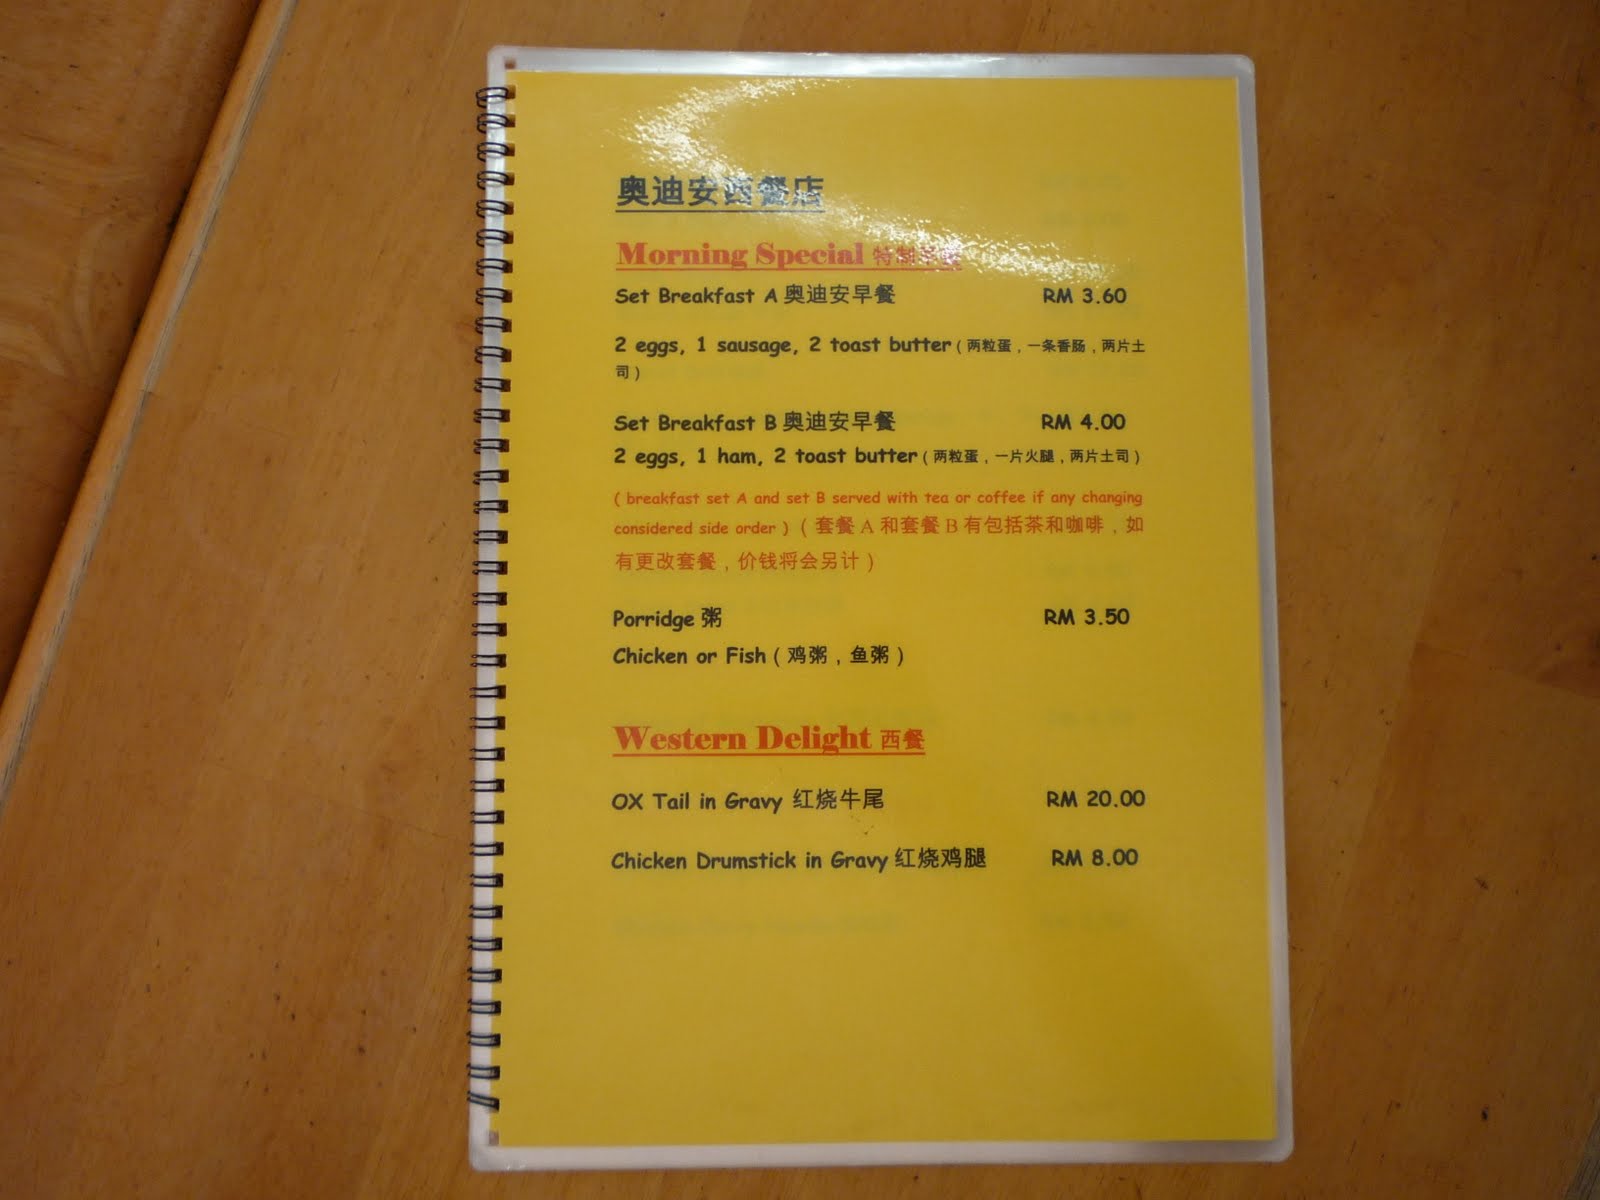 奥迪安西餐店
Morning Special 特制早餐
Set Breakfast A 奥迪安早餐 RM 3.60
2 eggs, 1 sausage, 2 toast butter（两粒蛋，一条香肠，两片土
司）
Set Breakfast B 奥迪安早餐 RM 4.00
2 eggs, 1 ham, 2 toast butter（两粒蛋，一片火腿，两片土司）
( breakfast set A and set B served with tea or coffee if any changing
considered side order )（套餐 A 和套餐 B 有包括茶和咖啡，如
有更改套餐，价钱将会另计）
Porridge 粥 RM 3.50
Chicken or Fish（鸡粥，鱼粥）
Western Delight 西餐
OX Tail in Gravy 红烧牛尾 RM 20.00
Chicken Drumstick in Gravy 红烧鸡腿 RM 8.00